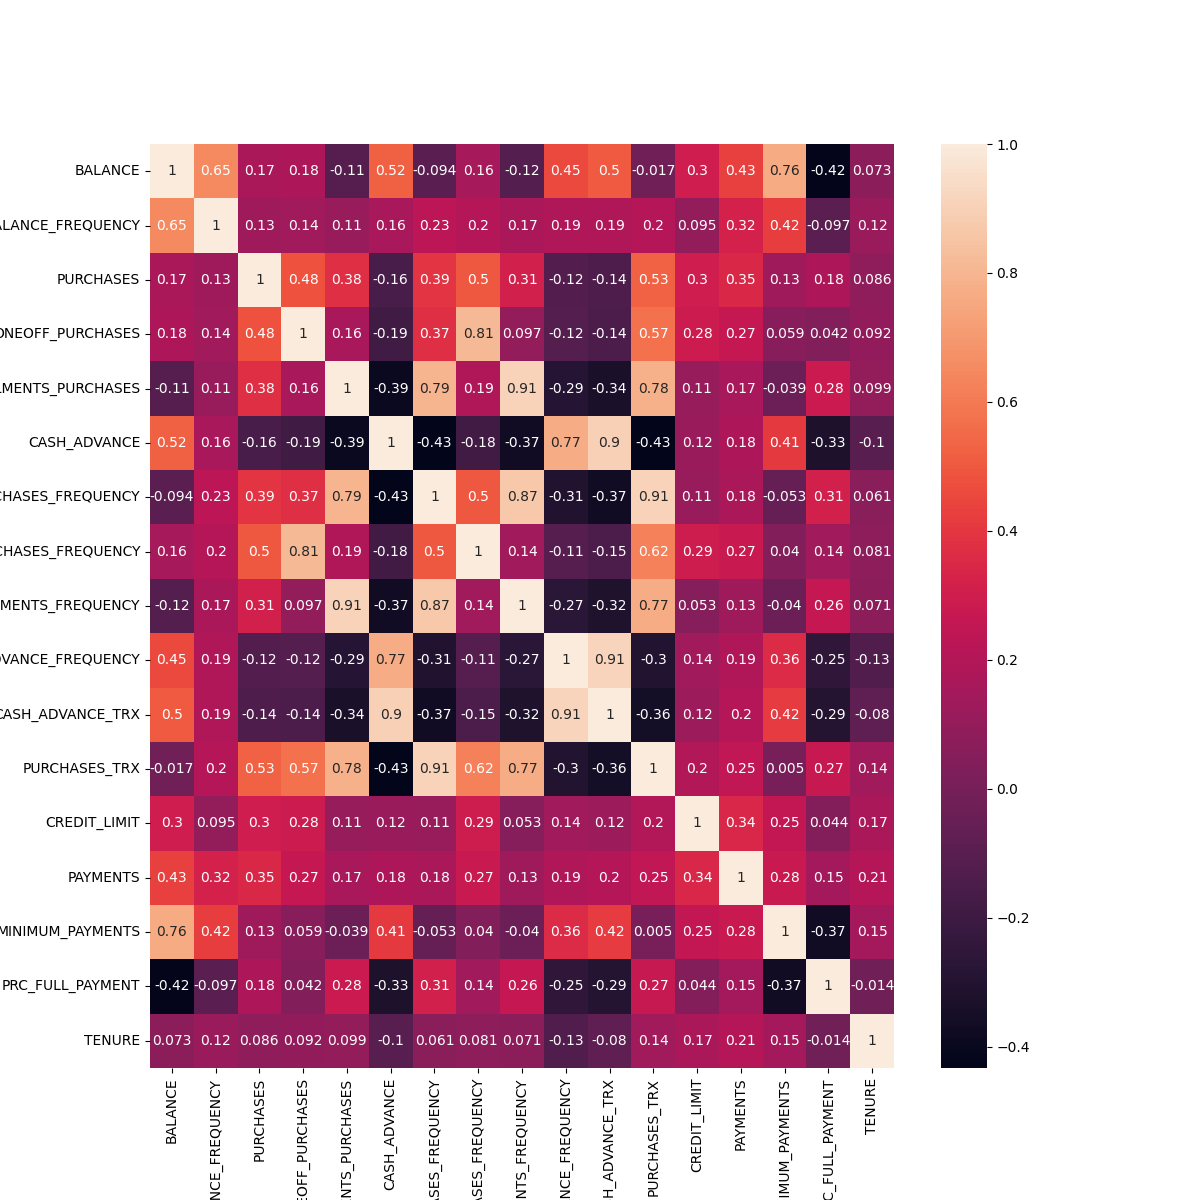 BALANCE 1 0.65 0.17 0.18 -0.11 0.52 -0.094 0.16 -0.12 0.45 0.5 -0.017 0.3 0.43 0.76 -0.42 0.073
ALANCE_FREQUENCY 0.65 1 0.13 0.14 0.11 0.16 0.23 0.2 0.17 0.19 0.19 0.2 0.095 0.32 0.42 -0.097 0.12
PURCHASES 0.17 0.13 1 0.48 0.38 -0.16 0.39 0.5 0.31 -0.12 -0.14 0.53 0.3 0.35 0.13 0.18 0.086
ONEOFF_PURCHASES 0.18 0.14 0.48 1 0.16 -0.19 0.37 0.81 0.097 -0.12 -0.14 0.57 0.28 0.27 0.059 0.042 0.092
LMENTS_PURCHASES -0.11 0.11 0.38 0.16 1 -0.39 0.79 0.19 0.91 -0.29 -0.34 0.78 0.11 0.17 -0.039 0.28 0.099
CASH_ADVANCE 0.52 0.16 -0.16 -0.19 -0.39 1 -0.43 -0.18 -0.37 0.77 0.9 -0.43 0.12 0.18 0.41 -0.33 -0.1
CHASES_FREQUENCY -0.094 0.23 0.39 0.37 0.79 -0.43 1 0.5 0.87 -0.31 -0.37 0.91 0.11 0.18 -0.053 0.31 0.061
CHASES_FREQUENCY 0.16 0.2 0.5 0.81 0.19 -0.18 0.5 1 0.14 -0.11 -0.15 0.62 0.29 0.27 0.04 0.14 0.081
MENTS_FREQUENCY -0.12 0.17 0.31 0.097 0.91 -0.37 0.87 0.14 1 -0.27 -0.32 0.77 0.053 0.13 -0.04 0.26 0.071
DVANCE_FREQUENCY 0.45 0.19 -0.12 -0.12 -0.29 0.77 -0.31 -0.11 -0.27 1 0.91 -0.3 0.14 0.19 0.36 -0.25 -0.13
CASH_ADVANCE_TRX 0.5 0.19 -0.14 -0.14 -0.34 0.9 -0.37 -0.15 -0.32 0.91 1 -0.36 0.12 0.2 0.42 -0.29 -0.08
PURCHASES_TRX -0.017 0.2 0.53 0.57 0.78 -0.43 0.91 0.62 0.77 -0.3 -0.36 1 0.2 0.25 0.005 0.27 0.14
CREDIT_LIMIT 0.3 0.095 0.3 0.28 0.11 0.12 0.11 0.29 0.053 0.14 0.12 0.2 1 0.34 0.25 0.044 0.17
PAYMENTS 0.43 0.32 0.35 0.27 0.17 0.18 0.18 0.27 0.13 0.19 0.2 0.25 0.34 1 0.28 0.15 0.21
MINIMUM_PAYMENTS 0.76 0.42 0.13 0.059 -0.039 0.41 -0.053 0.04 -0.04 0.36 0.42 0.005 0.25 0.28 1 -0.37 0.15
PRC_FULL_PAYMENT -0.42 -0.097 0.18 0.042 0.28 -0.33 0.31 0.14 0.26 -0.25 -0.29 0.27 0.044 0.15 -0.37 1 -0.014
TENURE 0.073 0.12 0.086 0.092 0.099 -0.1 0.061 0.081 0.071 -0.13 -0.08 0.14 0.17 0.21 0.15 -0.014 1
BALANCE
NCE_FREQUENCY
PURCHASES
EOFF_PURCHASES
NTS_PURCHASES
CASH_ADVANCE
ASES_FREQUENCY
ASES_FREQUENCY
NTS_FREQUENCY
NCE_FREQUENCY
H_ADVANCE_TRX
PURCHASES_TRX
CREDIT_LIMIT
PAYMENTS
IMUM_PAYMENTS
C_FULL_PAYMENT
TENURE
1.0
0.8
0.6
0.4
0.2
0.0
−0.2
−0.4